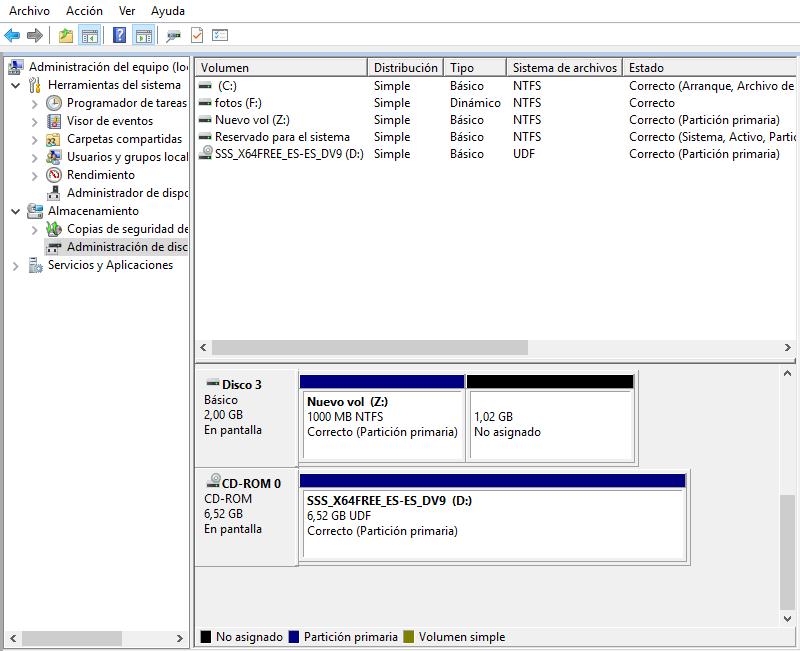 Archivo Acción Ver Ayuda
Administración del equipo (loc
Herramientas del sistema
Programador de tareas
Visor de eventos
Carpetas compartidas
Usuarios y grupos local
Rendimiento
Administrador de dispo
Almacenamiento
Copias de seguridad de
Administración de disc
Servicios y Aplicaciones
Volumen Distribución Tipo Sistema de archivos Estado
(C:) Simple Básico NTFS Correcto (Arranque, Archivo de
fotos (F:) Simple Dinámico NTFS Correcto
Nuevo vol (Z:) Simple Básico NTFS Correcto (Partición primaria)
Reservado para el sistema Simple Básico NTFS Correcto (Sistema, Activo, Partic
SSS_X64FREE_ES-ES_DV9 (D:) Simple Básico UDF Correcto (Partición primaria)
Disco 3
Básico
2,00 GB
En pantalla
Nuevo vol (Z:)
1000 MB NTFS
Correcto (Partición primaria)
1,02 GB
No asignado
CD-ROM 0
CD-ROM
6,52 GB
En pantalla
SSS_X64FREE_ES-ES_DV9 (D:)
6,52 GB UDF
Correcto (Partición primaria)
No asignado Partición primaria Volumen simple